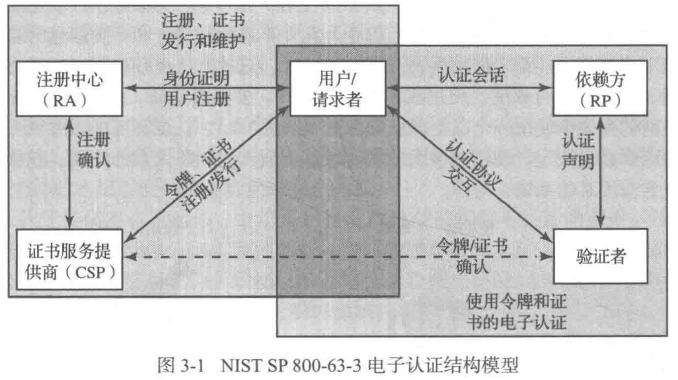 注册、证书
发行和维护
注册中心
（RA）
身份证明
用户注册
用户/
请求者
认证会话
依赖方
（RP）
注册
确认
令牌、证书
注册/发行
认证协议
交互
认证
声明
证书服务提
供商（CSP）
令牌/证书
确认
验证者
使用令牌和证
书的电子认证
图 3-1 NIST SP 800-63-3 电子认证结构模型